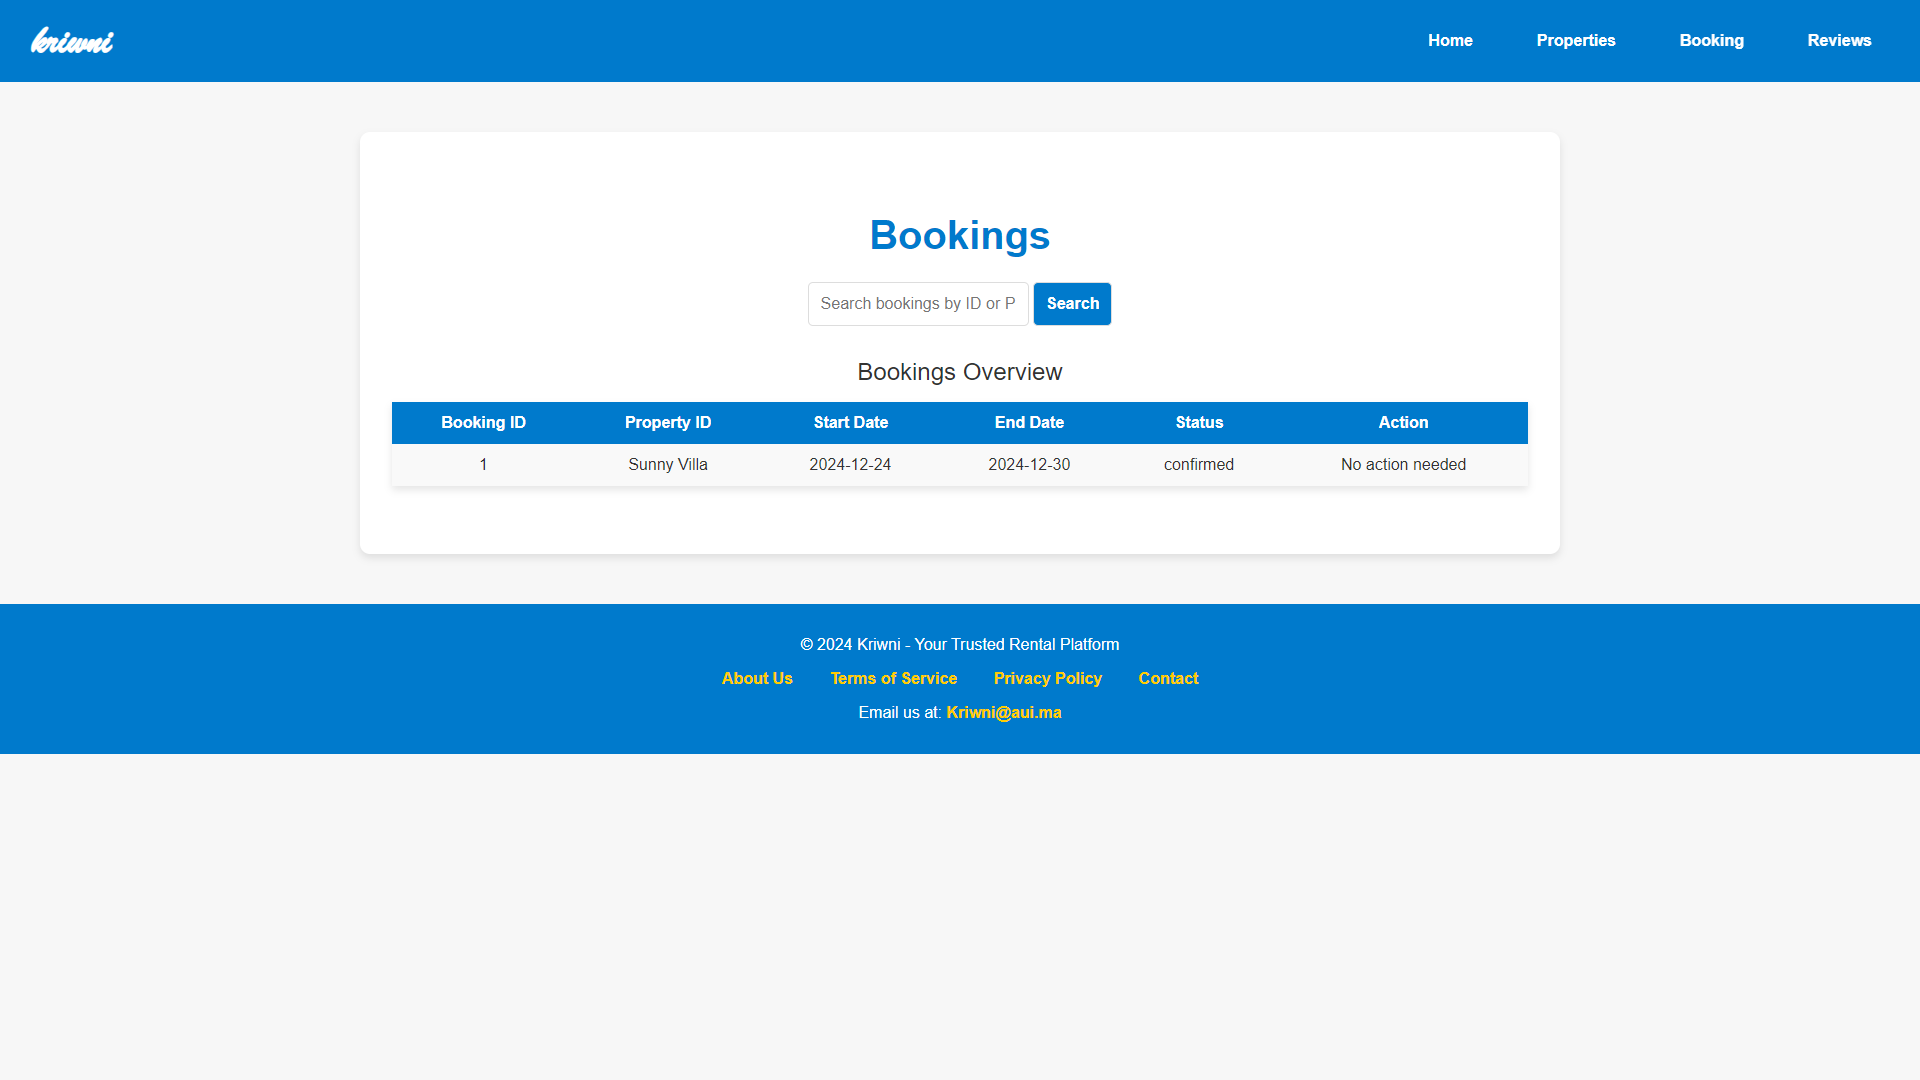 kriwni
Home Properties Booking Reviews
Bookings
Search bookings by ID or P
Search
Bookings Overview
Booking ID Property ID Start Date End Date Status Action
1 Sunny Villa 2024-12-24 2024-12-30 confirmed No action needed
© 2024 Kriwni - Your Trusted Rental Platform
About Us Terms of Service Privacy Policy Contact
Email us at: Kriwni@aui.ma